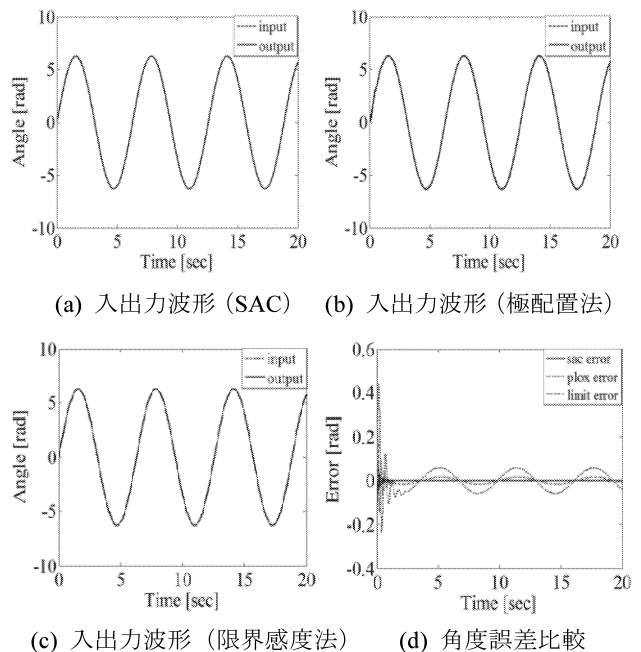 10
5
0
-5
-10
0
5
10
15
20
Angle [rad]
Time [sec]
input
output
(a) 入出力波形（SAC）
10
5
0
-5
-10
0
5
10
15
20
Angle [rad]
Time [sec]
input
output
(b) 入出力波形（極配置法）
10
5
0
-5
-10
0
5
10
15
20
Angle [rad]
Time [sec]
input
output
(c) 入出力波形（限界感度法）
0.6
0.4
0.2
0
-0.2
-0.4
0
5
10
15
20
Error [rad]
Time [sec]
sac error
plox error
limit error
(d) 角度誤差比較